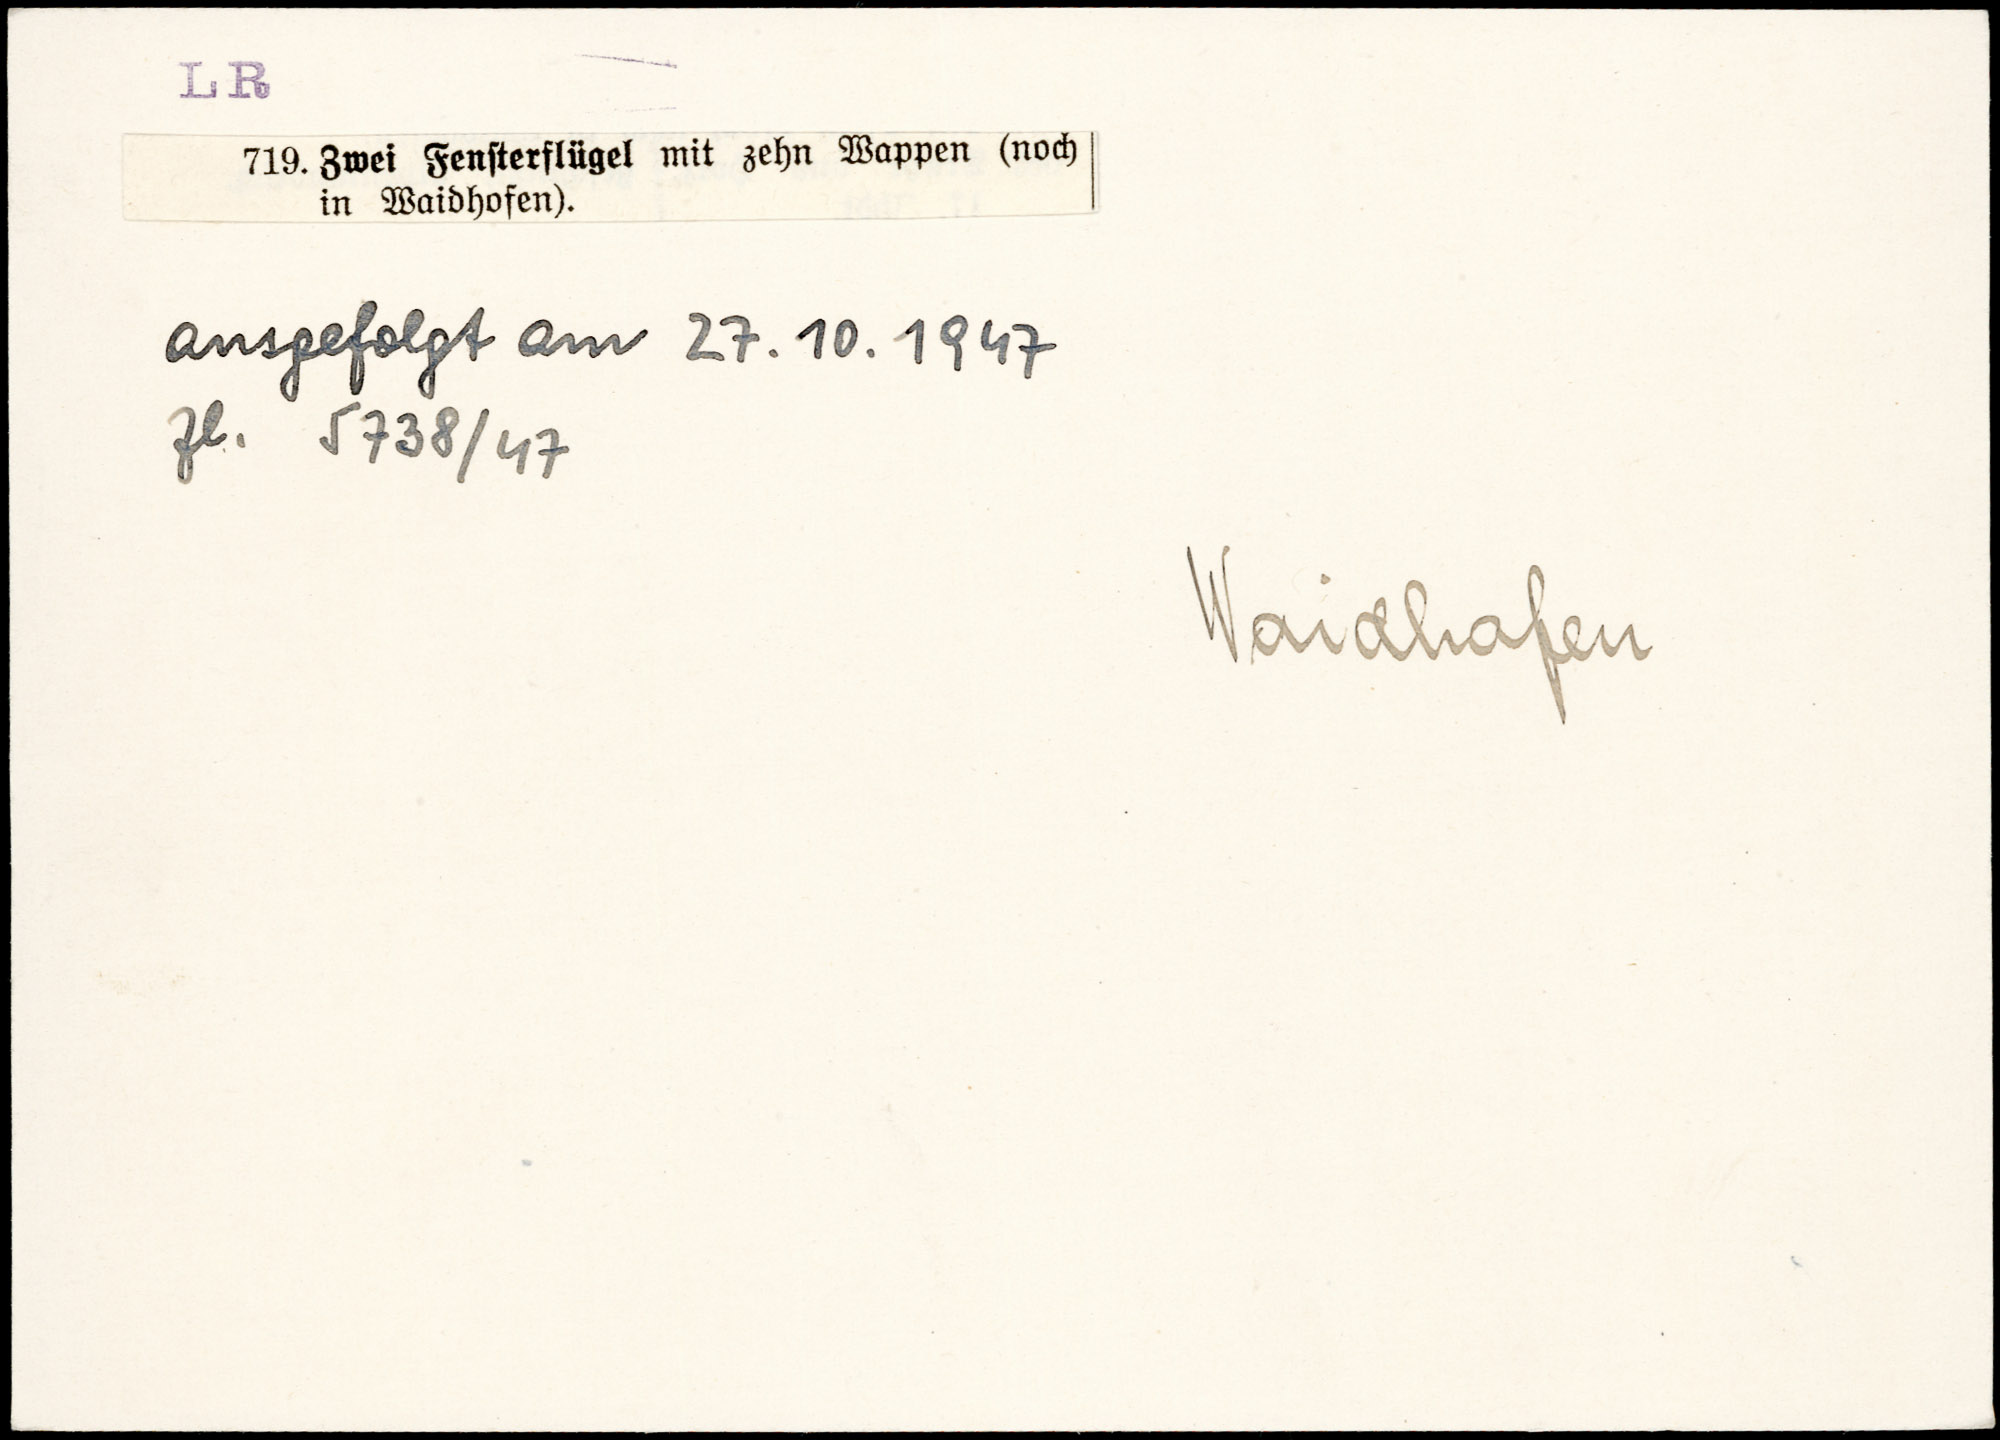 LR
719. Zwei Fensterflügel mit zehn Wappen (noch
in Waidhofen).
ausgefolgt am 27.10.1947
Zl. 5738/47
Waidhofen